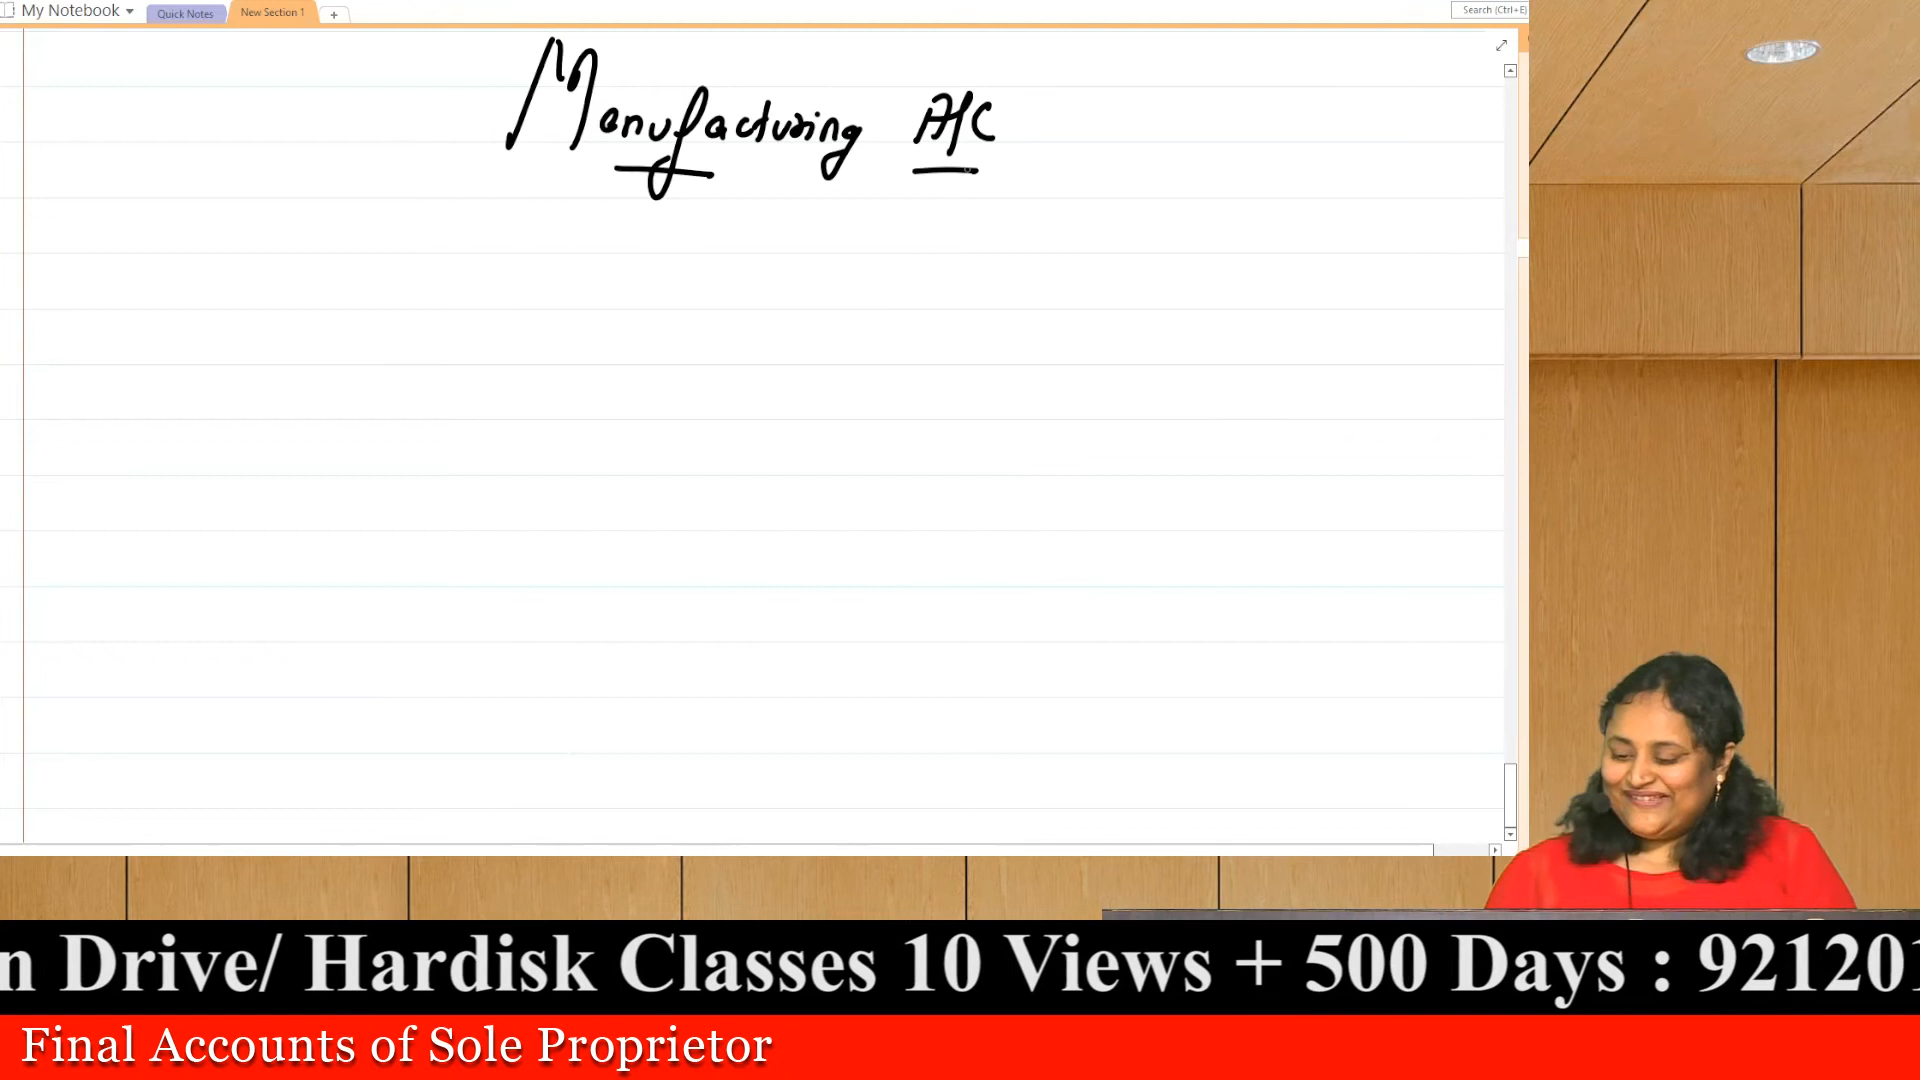 My Notebook
Quick Notes
New Section 1
+
Search (Ctrl+E)
Manufacturing A/C
n Drive/ Hardisk Classes 10 Views + 500 Days : 921201
Final Accounts of Sole Proprietor